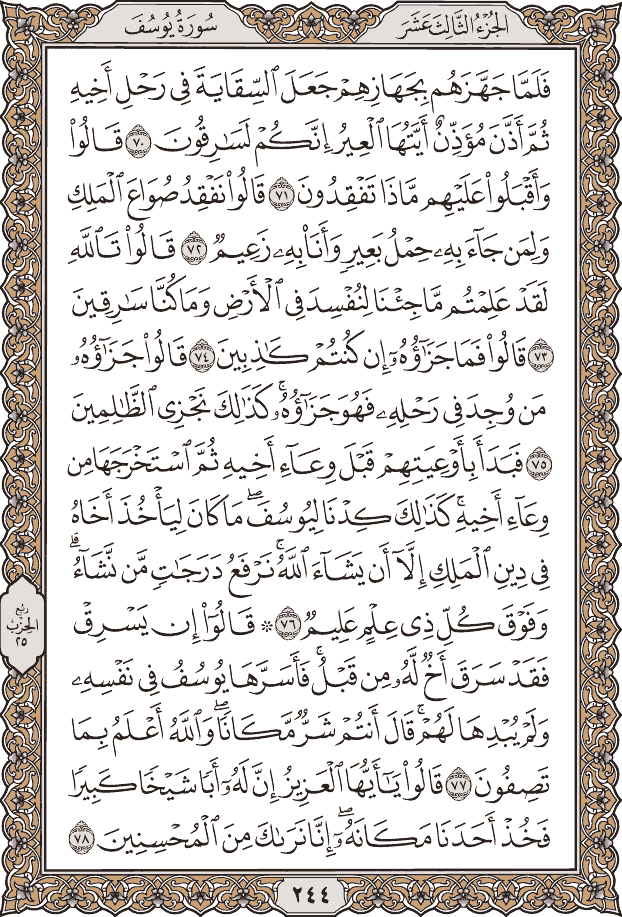 الجُزْءُ الثَّالِثَ عَشَرَ
سُورَةُ يُوسُفَ
فَلَمَّا جَهَّزَهُم بِجَهَازِهِمْ جَعَلَ ٱلسِّقَايَةَ فِى رَحْلِ أَخِيهِ
ثُمَّ أَذَّنَ مُؤَذِّنٌ أَيَّتُهَا ٱلْعِيرُ إِنَّكُمْ لَسَٰرِقُونَ ٧٠ قَالُوا۟
وَأَقْبَلُوا۟ عَلَيْهِم مَّاذَا تَفْقِدُونَ ٧١ قَالُوا۟ نَفْقِدُ صُوَاعَ ٱلْمَلِكِ
وَلِمَن جَآءَ بِهِۦ حِمْلُ بَعِيرٍ وَأَنَا۠ بِهِۦ زَعِيمٌ ٧٢ قَالُوا۟ تَٱللَّهِ
لَقَدْ عَلِمْتُم مَّا جِئْنَا لِنُفْسِدَ فِى ٱلْأَرْضِ وَمَا كُنَّا سَٰرِقِينَ
٧٣ قَالُوا۟ فَمَا جَزَٰٓؤُهُۥٓ إِن كُنتُمْ كَٰذِبِينَ ٧٤ قَالُوا۟ جَزَٰٓؤُهُۥ
مَن وُجِدَ فِى رَحْلِهِۦ فَهُوَ جَزَٰٓؤُهُۥ ۚ كَذَٰلِكَ نَجْزِى ٱلظَّٰلِمِينَ
٧٥ فَبَدَأَ بِأَوْعِيَتِهِمْ قَبْلَ وِعَآءِ أَخِيهِ ثُمَّ ٱسْتَخْرَجَهَا مِن
وِعَآءِ أَخِيهِ ۚ كَذَٰلِكَ كِدْنَا لِيُوسُفَ ۖ مَا كَانَ لِيَأْخُذَ أَخَاهُ
فِى دِينِ ٱلْمَلِكِ إِلَّآ أَن يَشَآءَ ٱللَّهُ ۚ نَرْفَعُ دَرَجَٰتٍ مَّن نَّشَآءُ ۗ
وَفَوْقَ كُلِّ ذِى عِلْمٍ عَلِيمٌ ٧٦ ۞ قَالُوٓا۟ إِن يَسْرِقْ
فَقَدْ سَرَقَ أَخٌ لَّهُۥ مِن قَبْلُ ۚ فَأَسَرَّهَا يُوسُفُ فِى نَفْسِهِۦ
وَلَمْ يُبْدِهَا لَهُمْ ۚ قَالَ أَنتُمْ شَرٌّ مَّكَانًا ۖ وَٱللَّهُ أَعْلَمُ بِمَا
تَصِفُونَ ٧٧ قَالُوا۟ يَٰٓأَيُّهَا ٱلْعَزِيزُ إِنَّ لَهُۥٓ أَبًا شَيْخًا كَبِيرًا
فَخُذْ أَحَدَنَا مَكَانَهُۥٓ ۖ إِنَّا نَرَىٰكَ مِنَ ٱلْمُحْسِنِينَ ٧٨
رُبْع
الحِزْب
٢٥
٢٤٤